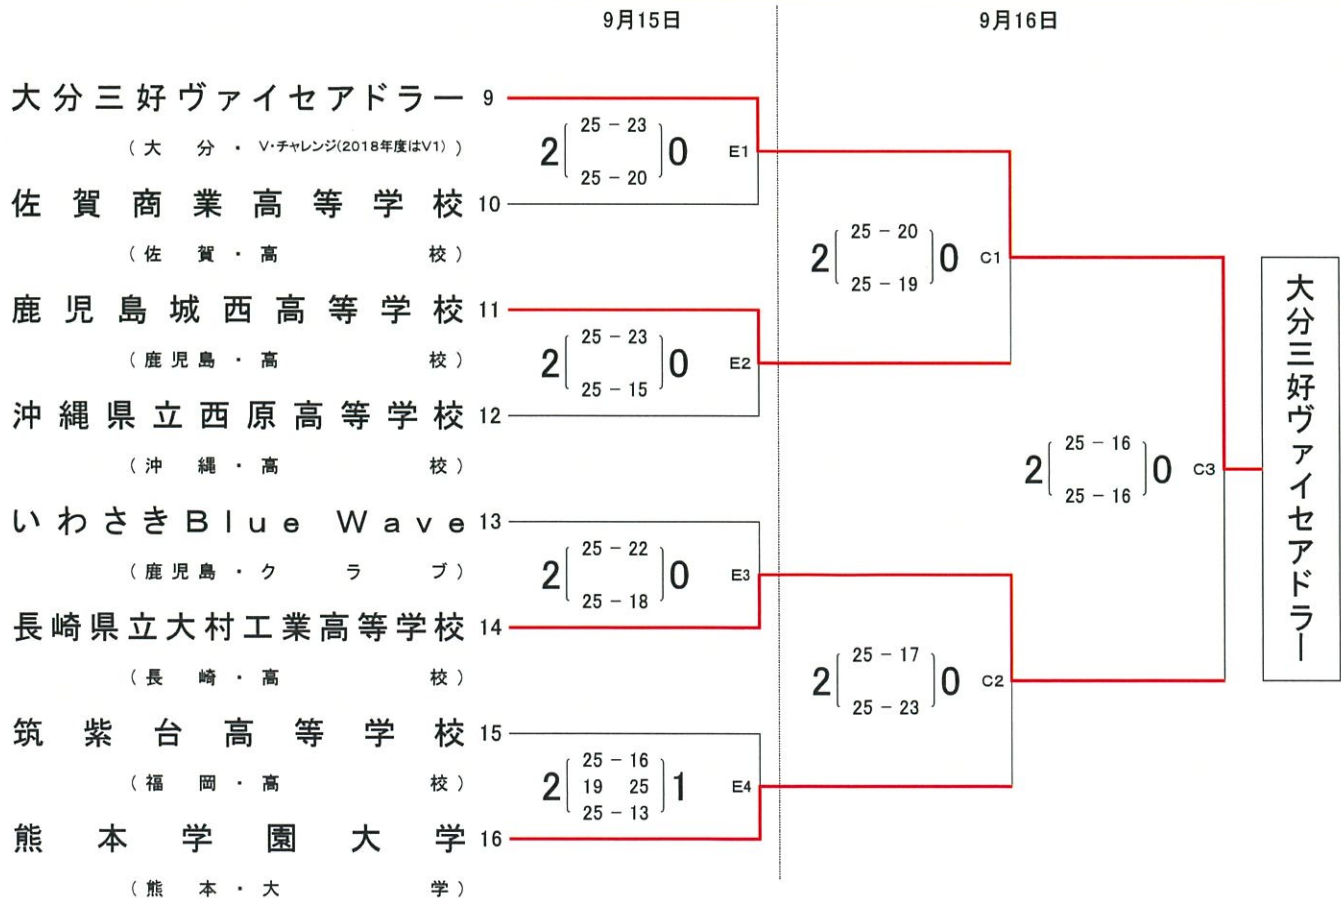 9月15日
9月16日
大分三好ヴァイセアドラー 9
(大 分・V・チャレンジ(2018年度はV1))
2 25-23 0 E1
25-20
佐賀商業高等学校 10
(佐 賀・高 校)
2 25-20 0 C1
25-19
鹿児島城西高等学校 11
(鹿児島・高 校)
2 25-23 0 E2
25-15
沖縄県立西原高等学校 12
(沖 縄・高 校)
2 25-16 0 C3
25-16
大分三好ヴァイセアドラー
いわさきBlue Wave 13
(鹿児島・クラブ)
2 25-22 0 E3
25-18
長崎県立大村工業高等学校 14
(長 崎・高 校)
2 25-17 0 C2
25-23
筑紫台高等学校 15
(福 岡・高 校)
2 25-16 1 E4
19 25
25-13
熊本学園大学 16
(熊 本・大 学)